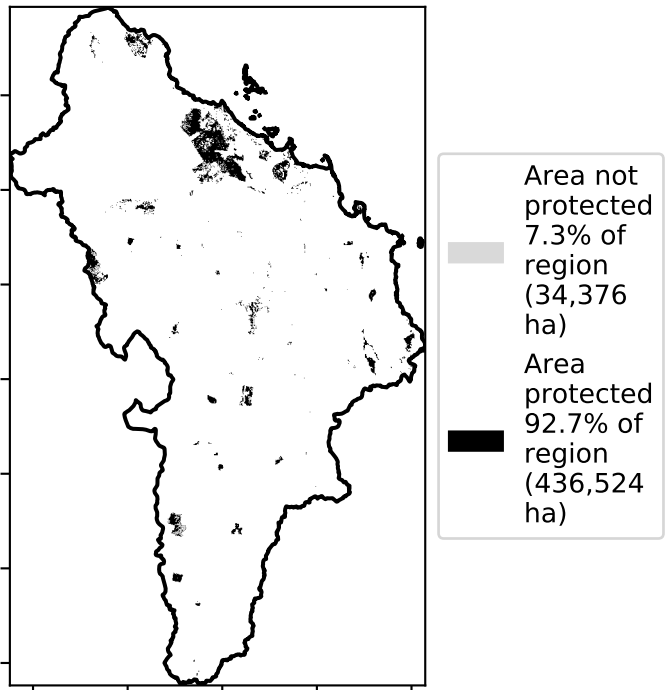 Area not
protected
7.3% of
region
(34,376
ha)
Area
protected
92.7% of
region
(436,524
ha)